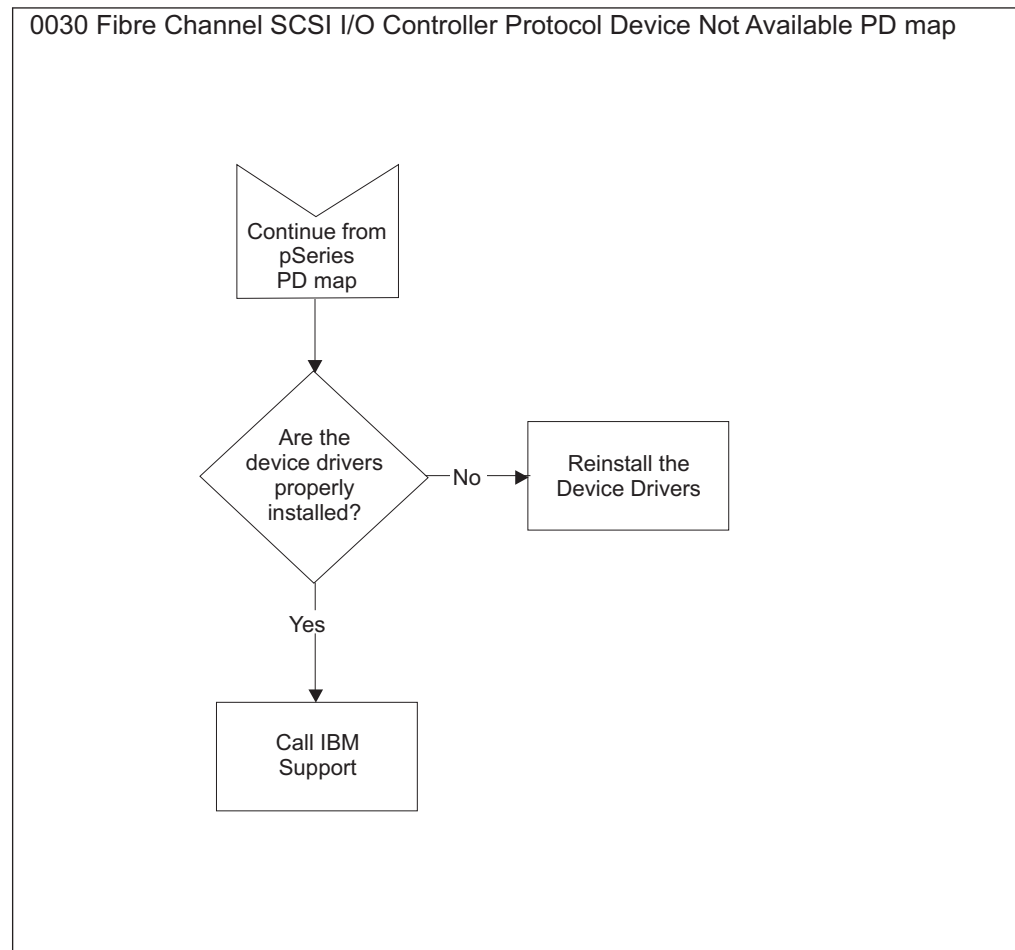 0030 Fibre Channel SCSI I/O Controller Protocol Device Not Available PD map
Continue from
pSeries
PD map
Are the
device drivers
properly
installed?
No
Reinstall the
Device Drivers
Yes
Call IBM
Support